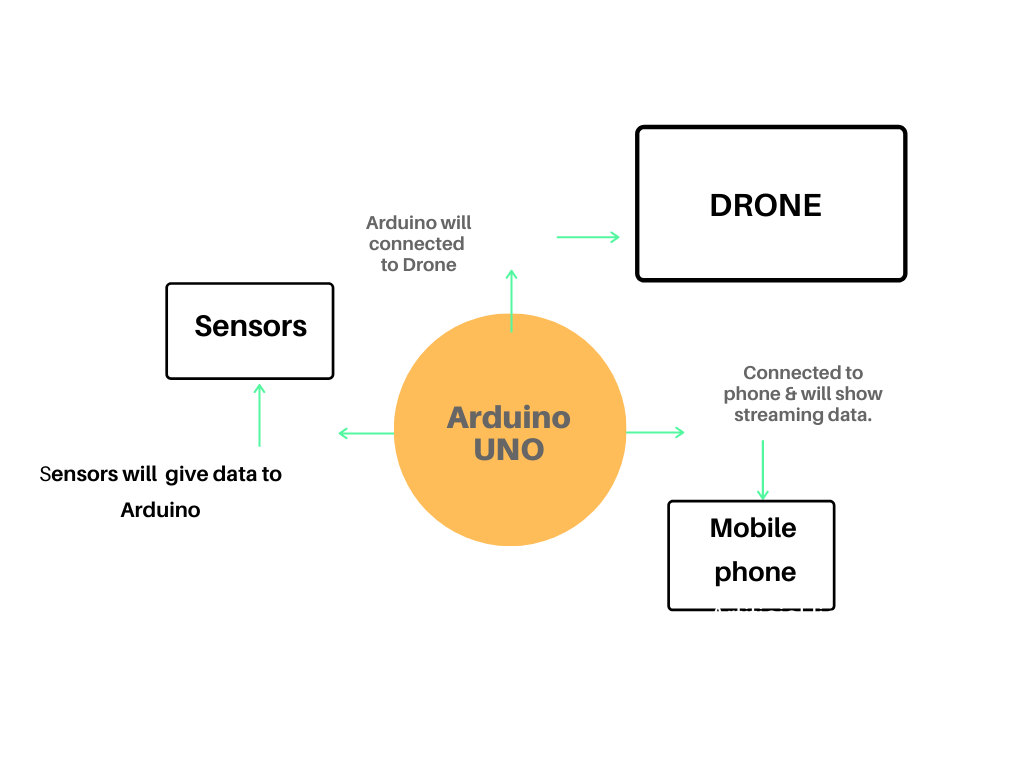 DRONE
Arduino will
connected
to Drone
Sensors
Connected to
phone & will show
streaming data.
Arduino
UNO
Sensors will  give data to
Arduino
Mobile
phone